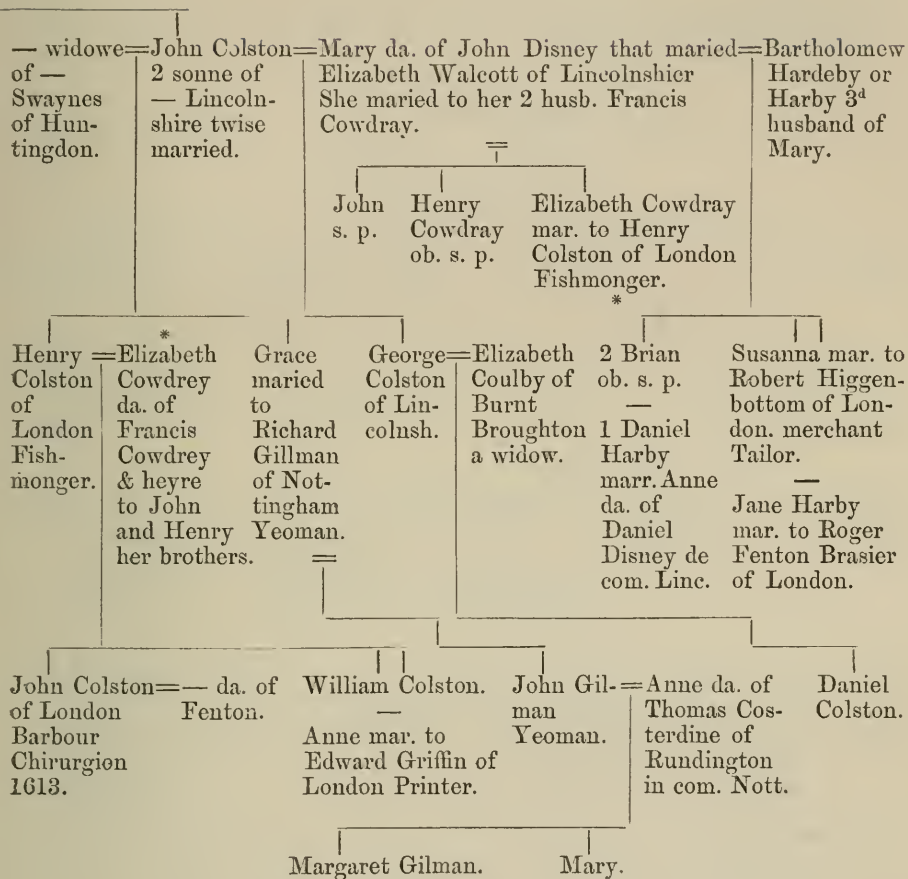 — widowe=John Colston=Mary da. of John Disney that maried=Bartholomew
of —
Swaynes
of Hun-
tingdon.
2 sonne of
— Lincoln-
shire twise
married.
Elizabeth Walcott of Lincolnshier
She maried to her 2 husb. Francis
Cowdray.
Hardeby or
Harby 3d
husband of
Mary.
John
s. p.
Henry
Cowdray
ob. s. p.
Elizabeth Cowdray
mar. to Henry
Colston of London
Fishmonger.
*
Henry
Colston
of
London
Fish-
monger.
*
=Elizabeth
Cowdrey
da. of
Francis
Cowdrey
& heyre
to John
and Henry
her brothers.
Grace
maried
to
Richard
Gillman
of Not-
tingham
Yeoman.
George=
Colston
of Lin-
colnsh.
Elizabeth
Coulby of
Burnt
Broughton
a widow.
2 Brian
ob. s. p.
—
1 Daniel
Harby
marr. Anne
da. of
Daniel
Disney de
com. Linc.
Susanna mar. to
Robert Higgen-
bottom of Lon-
don. merchant
Tailor.
—
Jane Harby
mar. to Roger
Fenton Brasier
of London.
John Colston=
of London
Barbour
Chirurgion
1613.
— da. of
Fenton.
William Colston.
—
Anne mar. to
Edward Griffin of
London Printer.
John Gil-
man
Yeoman.
=Anne da. of
Thomas Cos-
terdine of
Rundington
in com. Nott.
Daniel
Colston.
Margaret Gilman.
Mary.